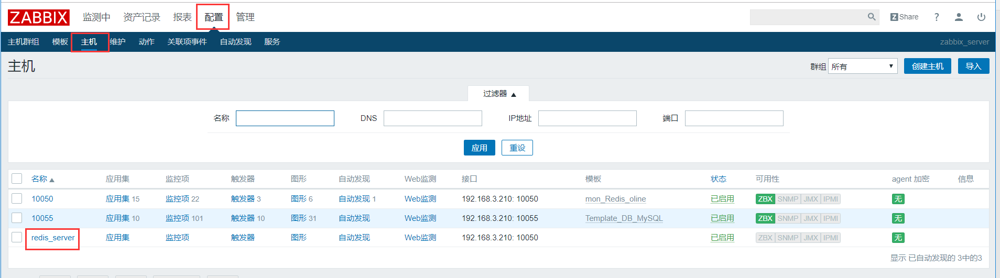 ZABBIX 监测中 资产记录 报表 配置 管理 Z Share ?
主机群组 模板 主机 维护 动作 关联项事件 自动发现 服务 zabbix_server
主机 群组 所有 创建主机 导入
过滤器
名称 DNS IP地址 端口
应用 重设
名称 应用集 监控项 触发器 图形 自动发现 Web监测 接口 模板 状态 可用性 agent 加密 信息
10050 应用集 15 监控项 22 触发器 3 图形 6 自动发现 1 Web监测 192.168.3.210: 10050 mon_Redis_oline 已启用 ZBX SNMP JMX IPMI 无
10055 应用集 10 监控项 101 触发器 10 图形 31 自动发现 Web监测 192.168.3.210: 10055 Template_DB_MySQL 已启用 ZBX SNMP JMX IPMI 无
redis_server 应用集 监控项 触发器 图形 自动发现 Web监测 192.168.3.210: 10050 已启用 ZBX SNMP JMX IPMI 无
显示 已自动发现的 3中的3